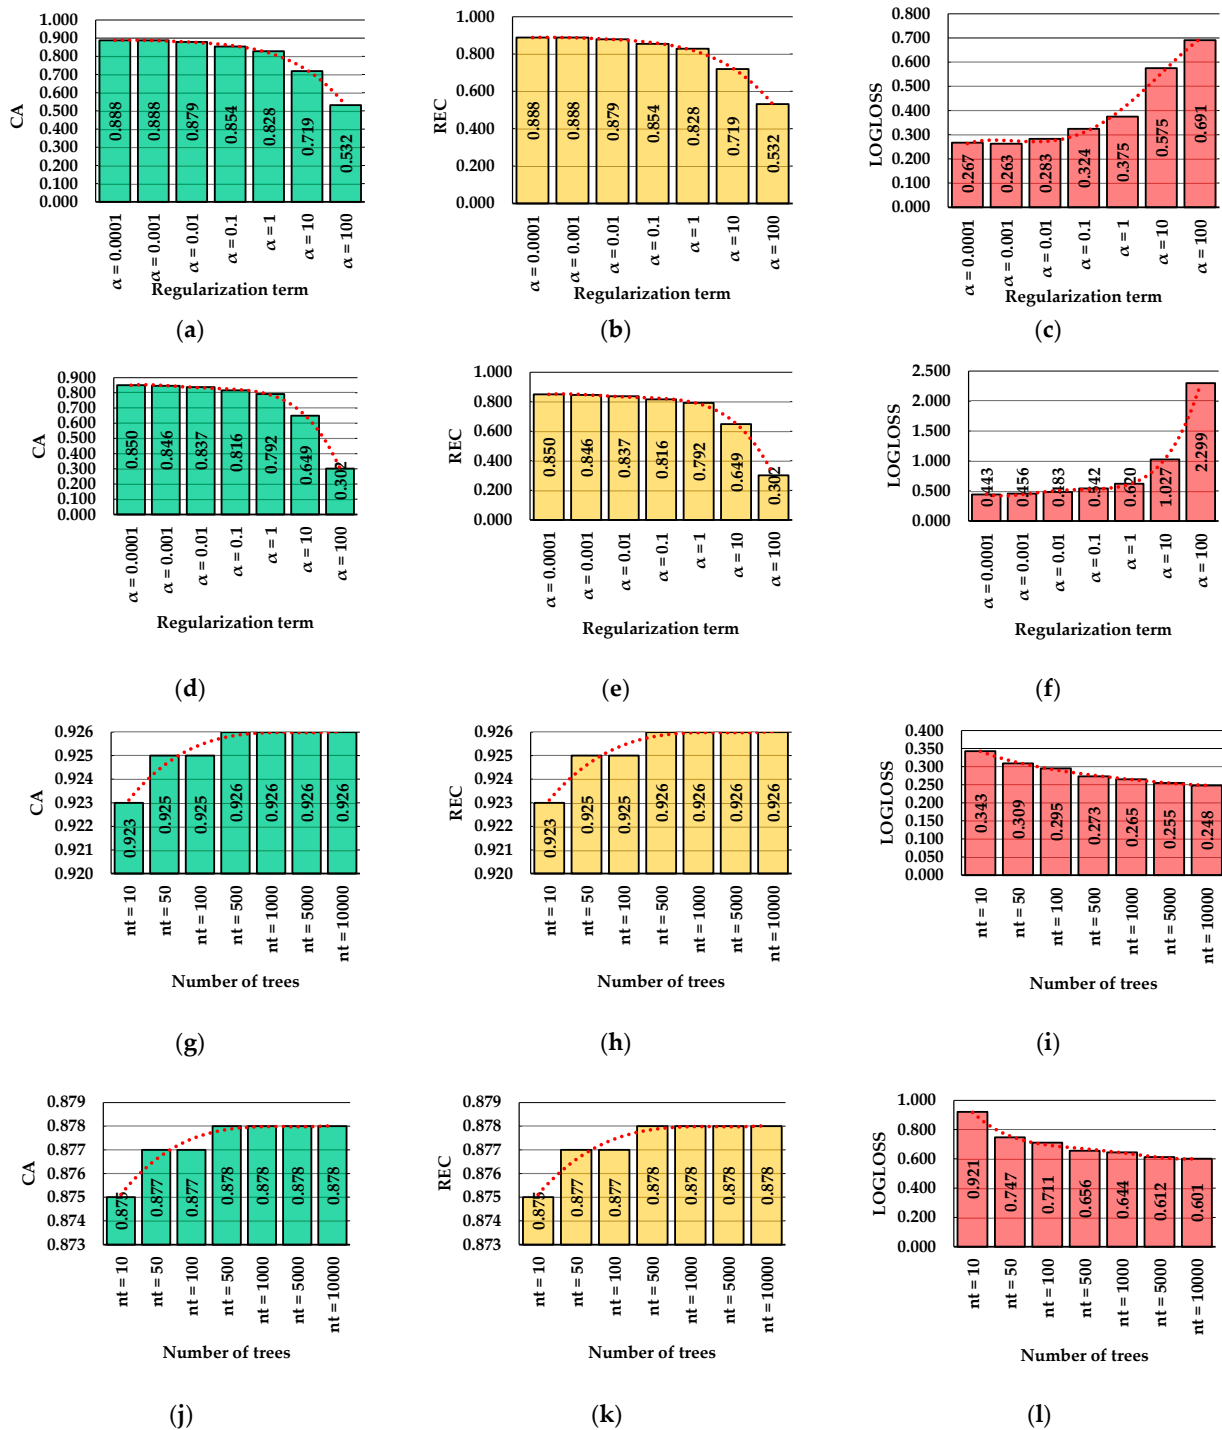 1.000
0.900
0.800
0.700
0.600
0.500
0.400
0.300
0.200
0.100
0.000
CA
0.888
0.888
0.879
0.854
0.828
0.719
0.532
α = 0.0001
α = 0.001
α = 0.01
α = 0.1
α = 1
α = 10
α = 100
Regularization term
(a)
1.000
0.800
0.600
0.400
0.200
0.000
REC
0.888
0.888
0.879
0.854
0.828
0.719
0.532
α = 0.0001
α = 0.001
α = 0.01
α = 0.1
α = 1
α = 10
α = 100
Regularization term
(b)
0.800
0.700
0.600
0.500
0.400
0.300
0.200
0.100
0.000
LOGLOSS
0.267
0.263
0.283
0.324
0.375
0.575
0.691
α = 0.0001
α = 0.001
α = 0.01
α = 0.1
α = 1
α = 10
α = 100
Regularization term
(c)
0.900
0.800
0.700
0.600
0.500
0.400
0.300
0.200
0.100
0.000
CA
0.850
0.846
0.837
0.816
0.792
0.649
0.302
α = 0.0001
α = 0.001
α = 0.01
α = 0.1
α = 1
α = 10
α = 100
Regularization term
(d)
1.000
0.800
0.600
0.400
0.200
0.000
REC
0.850
0.846
0.837
0.816
0.792
0.649
0.302
α = 0.0001
α = 0.001
α = 0.01
α = 0.1
α = 1
α = 10
α = 100
Regularization term
(e)
2.500
2.000
1.500
1.000
0.500
0.000
LOGLOSS
0.443
0.456
0.483
0.542
0.620
1.027
2.299
α = 0.0001
α = 0.001
α = 0.01
α = 0.1
α = 1
α = 10
α = 100
Regularization term
(f)
0.926
0.925
0.924
0.923
0.922
0.921
0.920
CA
0.923
0.925
0.925
0.926
0.926
0.926
0.926
nt = 10
nt = 50
nt = 100
nt = 500
nt = 1000
nt = 5000
nt = 10000
Number of trees
(g)
0.926
0.925
0.924
0.923
0.922
0.921
0.920
REC
0.923
0.925
0.925
0.926
0.926
0.926
0.926
nt = 10
nt = 50
nt = 100
nt = 500
nt = 1000
nt = 5000
nt = 10000
Number of trees
(h)
0.400
0.350
0.300
0.250
0.200
0.150
0.100
0.050
0.000
LOGLOSS
0.343
0.309
0.295
0.273
0.265
0.255
0.248
nt = 10
nt = 50
nt = 100
nt = 500
nt = 1000
nt = 5000
nt = 10000
Number of trees
(i)
0.879
0.878
0.877
0.876
0.875
0.874
0.873
CA
0.875
0.877
0.877
0.878
0.878
0.878
0.878
nt = 10
nt = 50
nt = 100
nt = 500
nt = 1000
nt = 5000
nt = 10000
Number of trees
(j)
0.879
0.878
0.877
0.876
0.875
0.874
0.873
REC
0.875
0.877
0.877
0.878
0.878
0.878
0.878
nt = 10
nt = 50
nt = 100
nt = 500
nt = 1000
nt = 5000
nt = 10000
Number of trees
(k)
1.000
0.800
0.600
0.400
0.200
0.000
LOGLOSS
0.921
0.747
0.711
0.656
0.644
0.612
0.601
nt = 10
nt = 50
nt = 100
nt = 500
nt = 1000
nt = 5000
nt = 10000
Number of trees
(l)